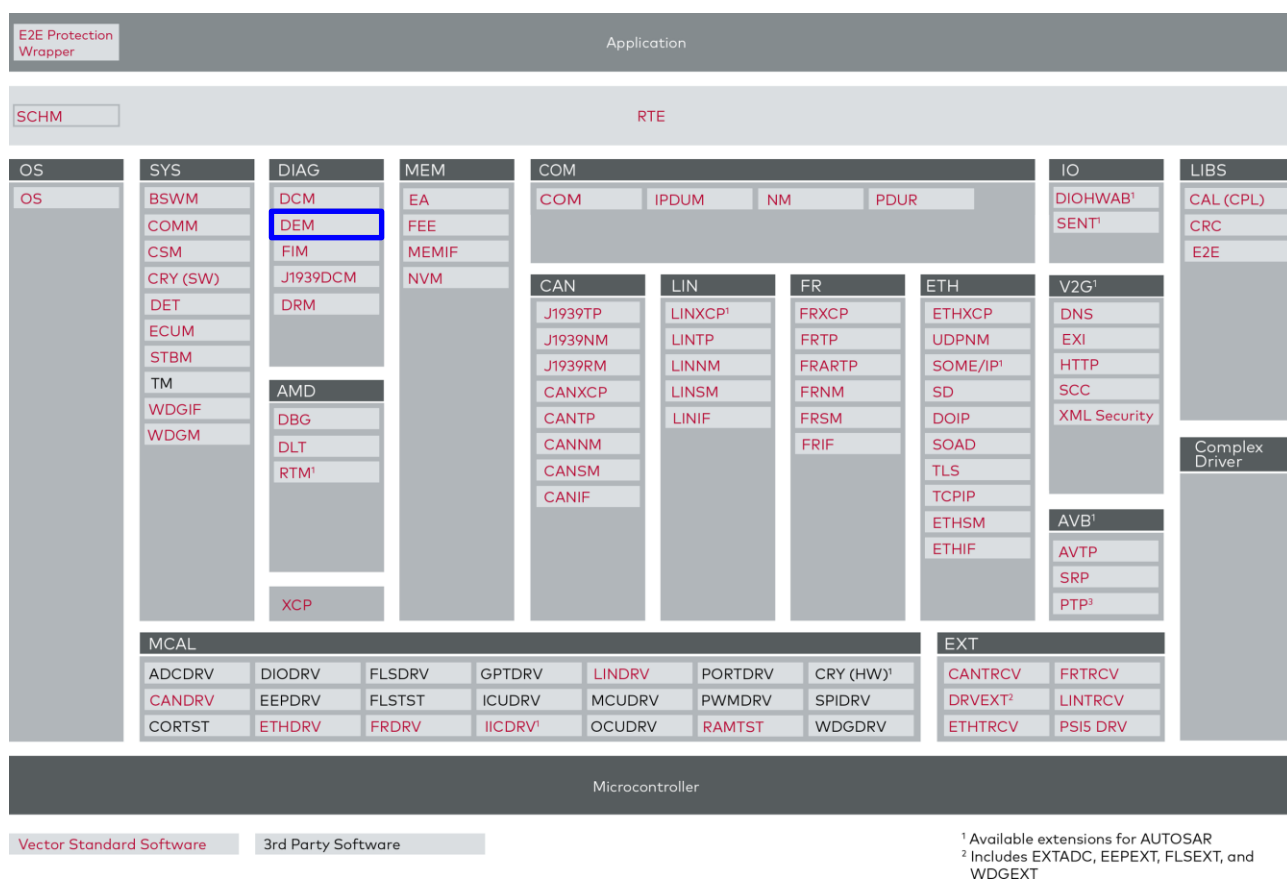 E2E Protection
Wrapper
Application
SCHM
RTE
OS
OS
SYS
BSWM
COMM
CSM
CRY (SW)
DET
ECUM
STBM
TM
WDGIF
WDGM
DIAG
DCM
DEM
FIM
J1939DCM
DRM
AMD
DBG
DLT
RTM¹
XCP
MEM
EA
FEE
MEMIF
NVM
COM
COM
IPDUM
NM
PDUR
CAN
J1939TP
J1939NM
J1939RM
CANXCP
CANTP
CANNM
CANSM
CANIF
LIN
LINXCP¹
LINTP
LINNM
LINSM
LINIF
FR
FRXCP
FRTP
FRARTP
FRNM
FRSM
FRIF
ETH
ETHXCP
UDPNM
SOME/IP¹
SD
DOIP
SOAD
TLS
TCPIP
ETHSM
ETHIF
IO
DIOHWAB¹
SENT¹
V2G¹
DNS
EXI
HTTP
SCC
XML Security
AVB¹
AVTP
SRP
PTP³
LIBS
CAL (CPL)
CRC
E2E
Complex
Driver
MCAL
ADCDRV DIODRV FLSDRV GPTDRV LINDRV PORTDRV CRY (HW)¹
CANDRV EEPDRV FLSTST ICUDRV MCUDRV PWMDRV SPIDRV
CORTST ETHDRV FRDRV IICDRV¹ OCUDRV RAMTST WDGDRV
EXT
CANTRCV FRTRCV
DRVEXT² LINTRCV
ETHTRCV PSI5 DRV
Microcontroller
Vector Standard Software
3rd Party Software
¹ Available extensions for AUTOSAR
² Includes EXTADC, EEPEXT, FLSEXT, and
WDGEXT